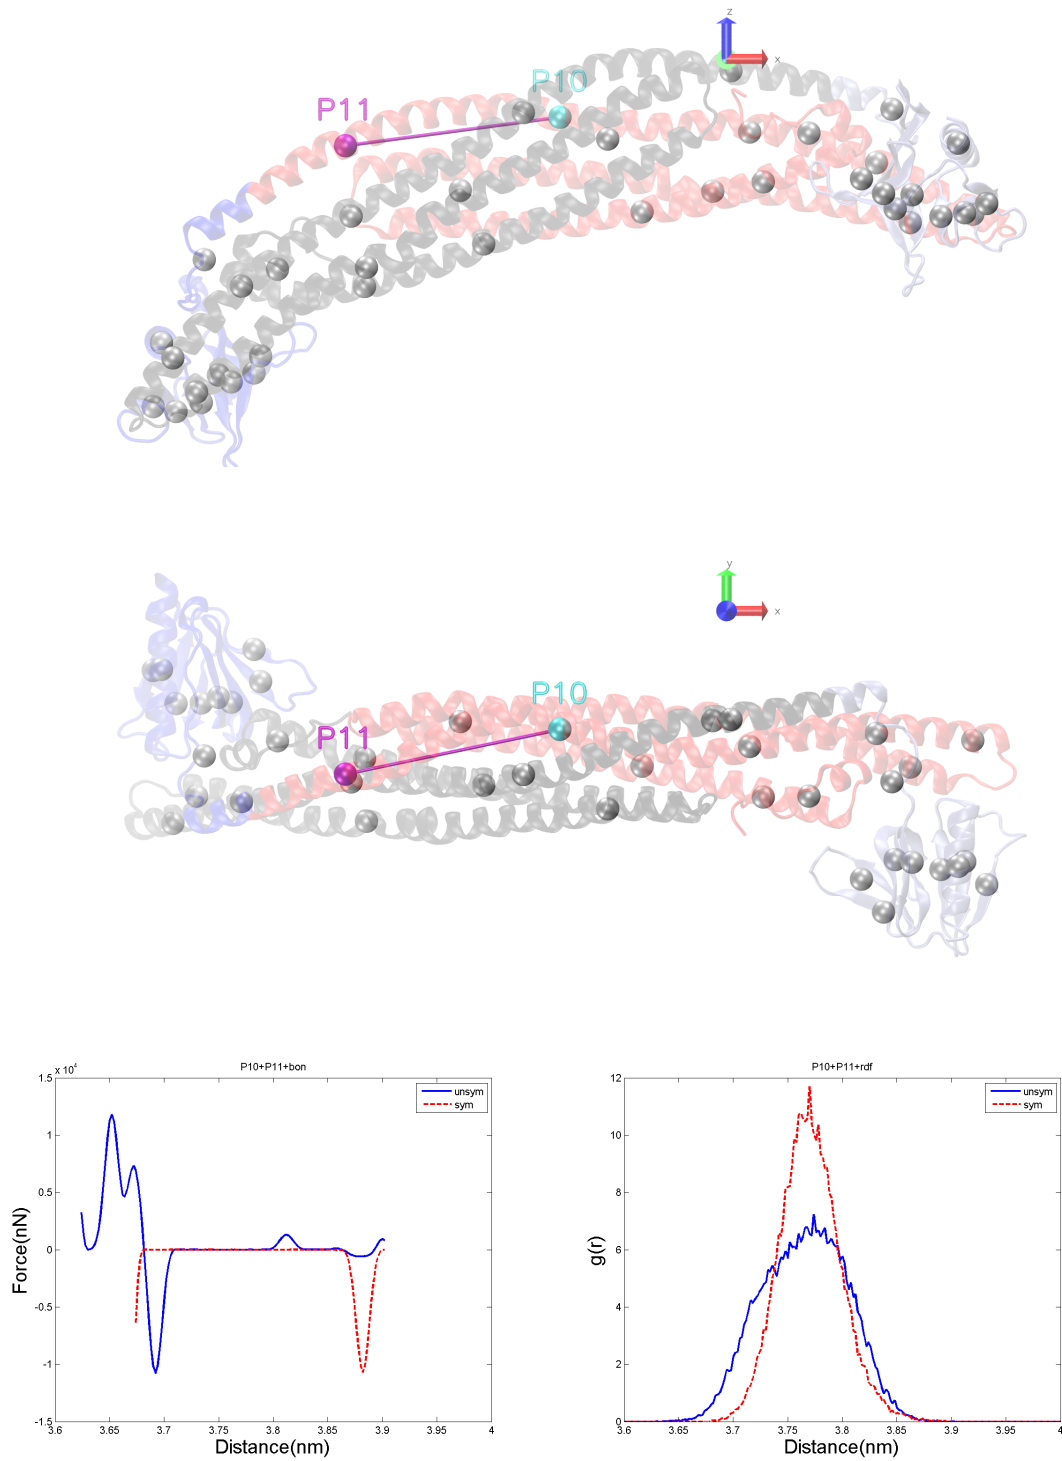 z
x
P11
P10
y
x
P10
P11
P10+P11+bon
x 10⁴
1.5
1
0.5
0
-0.5
-1
-1.5
Force(nN)
unsym
sym
3.6 3.65 3.7 3.75 3.8 3.85 3.9 3.95 4
Distance(nm)
P10+P11+rdf
12
10
8
6
4
2
0
g(r)
unsym
sym
3.6 3.65 3.7 3.75 3.8 3.85 3.9 3.95 4
Distance(nm)